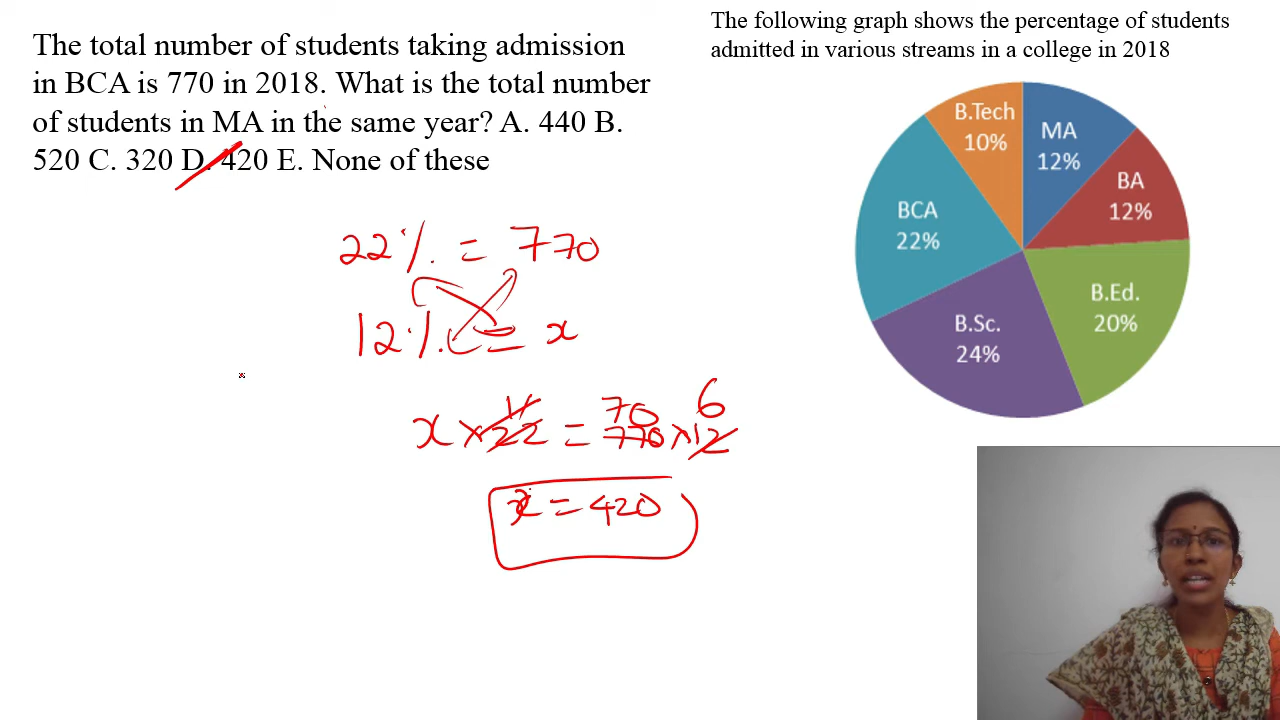 The total number of students taking admission
in BCA is 770 in 2018. What is the total number
of students in MA in the same year? A. 440 B.
520 C. 320 D. 420 E. None of these
22% = 770
12% = x
11 70 6
x × 22 = 770 × 12
x = 420
The following graph shows the percentage of students
admitted in various streams in a college in 2018
B.Tech
10%
MA
12%
BA
12%
BCA
22%
B.Ed.
20%
B.Sc.
24%